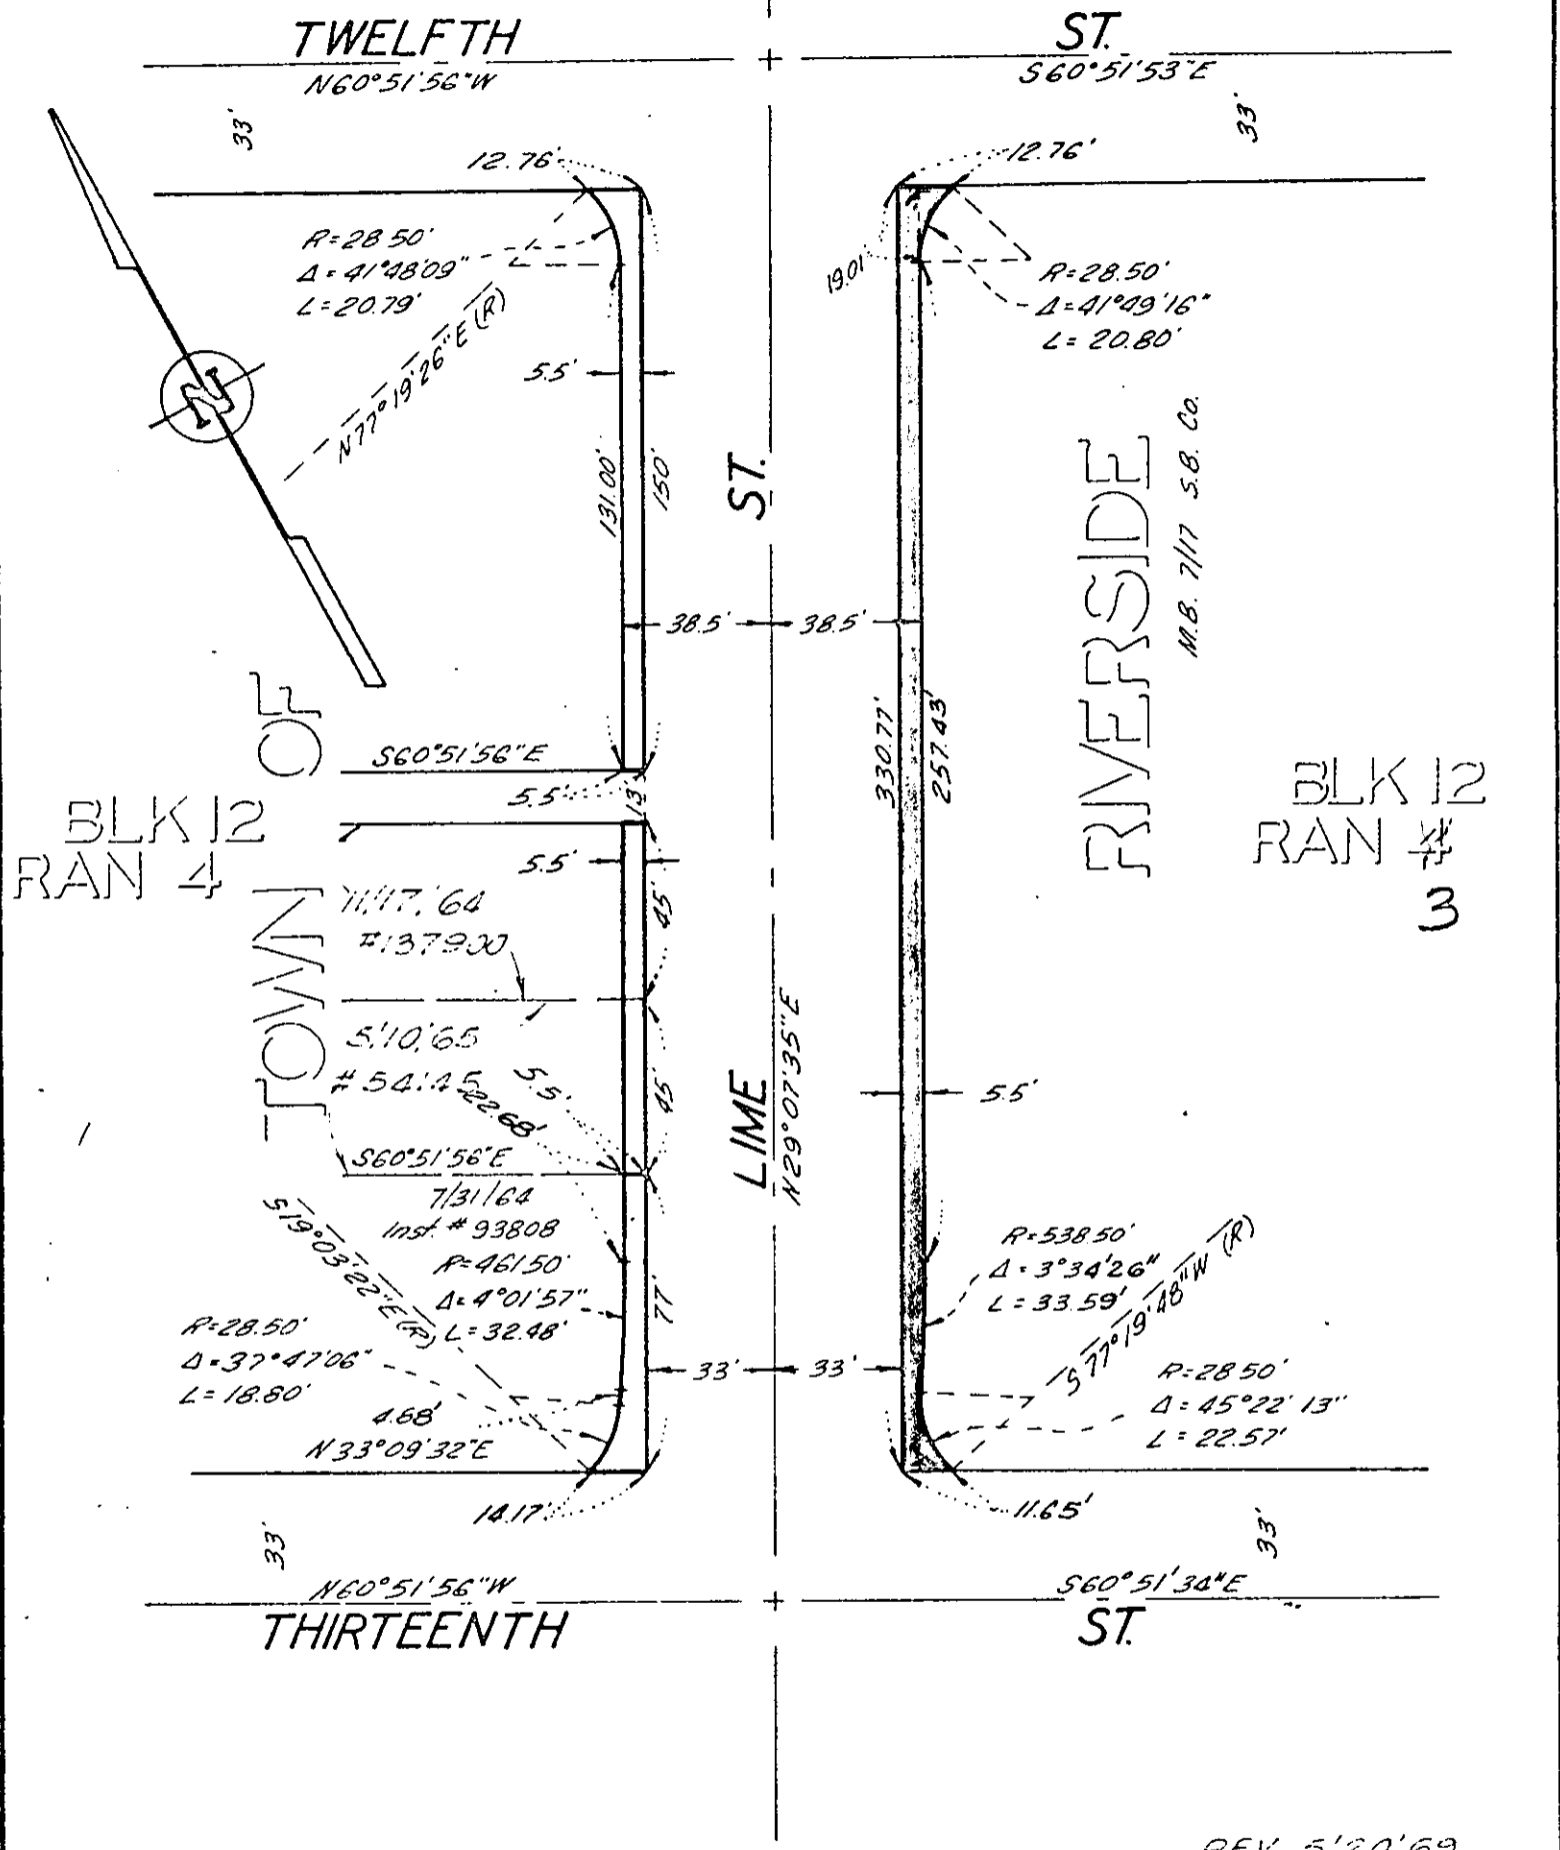 TWELFTH ST.
N60°51'56"W
S60°51'53"E
33'
33'
12.76'
12.76'
R=28.50'
Δ=41°48'09"
L=20.79'
N77°19'26"E (R)
19.01'
R=28.50'
Δ=41°49'16"
L=20.80'
N
5.5'
131.00'
150'
LIME ST.
N29°07'35"E
38.5'
38.5'
TOWN OF RIVERSIDE
M.B. 7/17 S.B. Co.
S60°51'56"E
5.5'
13'
330.77'
257.43'
BLK 12
RAN 4
BLK 12
RAN 4
3
5.5'
45'
11/17/64
#137900
5/10/65
5.5'
22.68'
45'
5.5'
S60°51'56"E
7/31/64
Inst. #93808
S19°03'22"E (R)
R=461.50'
Δ=4°01'57"
L=32.48'
77'
R=28.50'
Δ=37°47'06"
L=18.80'
4.68'
N33°09'32"E
33'
33'
R=538.50'
Δ=3°34'26"
L=33.59'
S77°19'48"W (R)
R=28.50'
Δ=45°22'13"
L=22.57'
14.17'
11.65'
33'
33'
N60°51'56"W
S60°51'34"E
THIRTEENTH ST.